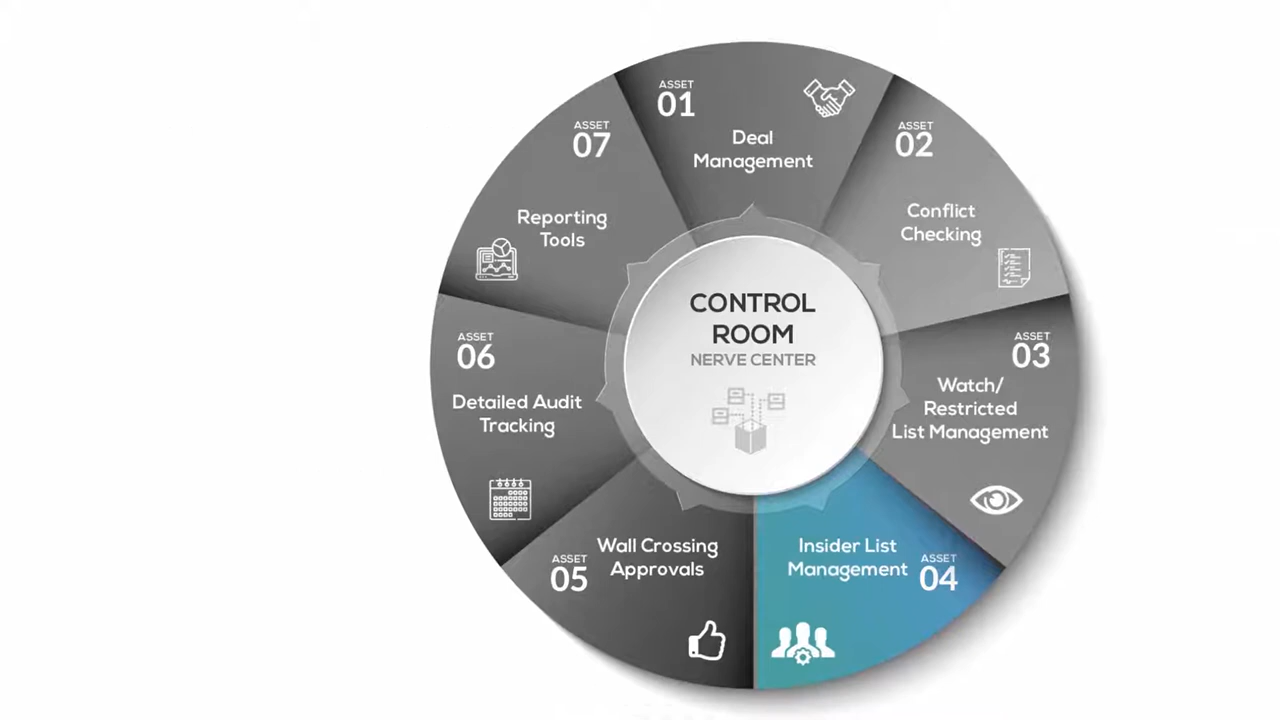 ASSET
01
Deal
Management
ASSET
02
Conflict
Checking
ASSET
03
Watch/
Restricted
List Management
ASSET
04
Insider List
Management
ASSET
05
Wall Crossing
Approvals
ASSET
06
Detailed Audit
Tracking
ASSET
07
Reporting
Tools
CONTROL
ROOM
NERVE CENTER